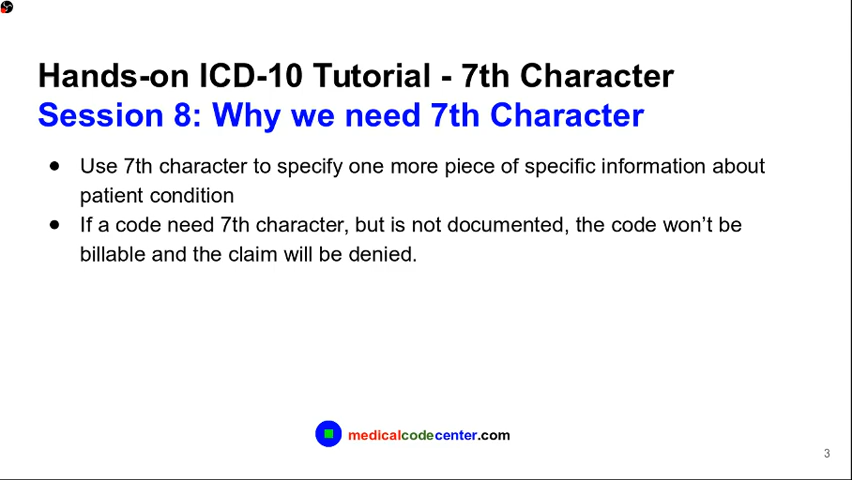 Hands-on ICD-10 Tutorial - 7th Character
Session 8: Why we need 7th Character
● Use 7th character to specify one more piece of specific information about
patient condition
● If a code need 7th character, but is not documented, the code won’t be
billable and the claim will be denied.
medicalcodecenter.com
3